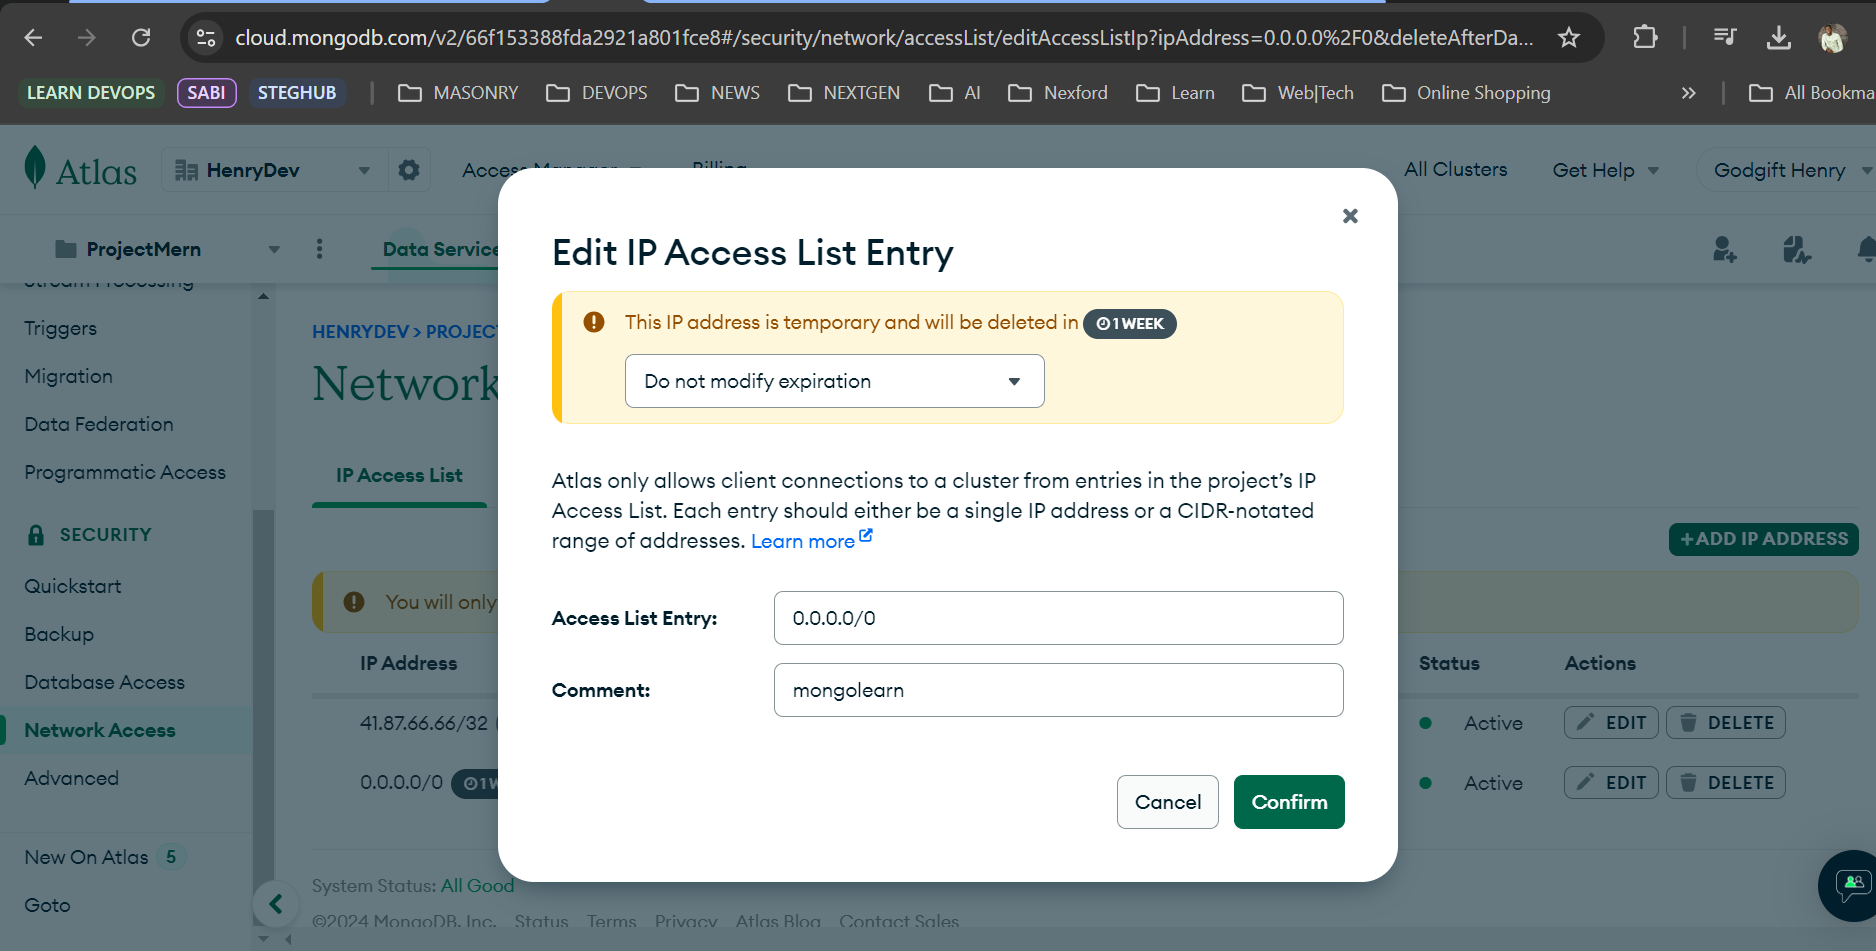 cloud.mongodb.com/v2/66f153388fda2921a801fce8#/security/network/accessList/editAccessListIp?ipAddress=0.0.0.0%2F0&deleteAfterDa...
LEARN DEVOPS SABI STEGHUB MASONRY DEVOPS NEWS NEXTGEN AI Nexford Learn Web|Tech Online Shopping » All Bookma
Atlas HenryDev Access Manager Billing All Clusters Get Help Godgift Henry
ProjectMern Data Service
Stream Processing
Triggers
Migration
Data Federation
Programmatic Access
SECURITY
Quickstart
Backup
Database Access
Network Access
Advanced
New On Atlas 5
Goto
HENRYDEV > PROJECT
Network
IP Access List
+ADD IP ADDRESS
You will only
IP Address Status Actions
41.87.66.66/32 Active EDIT DELETE
0.0.0.0/0 1 W Active EDIT DELETE
System Status: All Good
©2024 MongoDB, Inc. Status Terms Privacy Atlas Blog Contact Sales
Edit IP Access List Entry
This IP address is temporary and will be deleted in 1 WEEK
Do not modify expiration
Atlas only allows client connections to a cluster from entries in the project’s IP
Access List. Each entry should either be a single IP address or a CIDR-notated
range of addresses. Learn more
Access List Entry: 0.0.0.0/0
Comment: mongolearn
Cancel Confirm